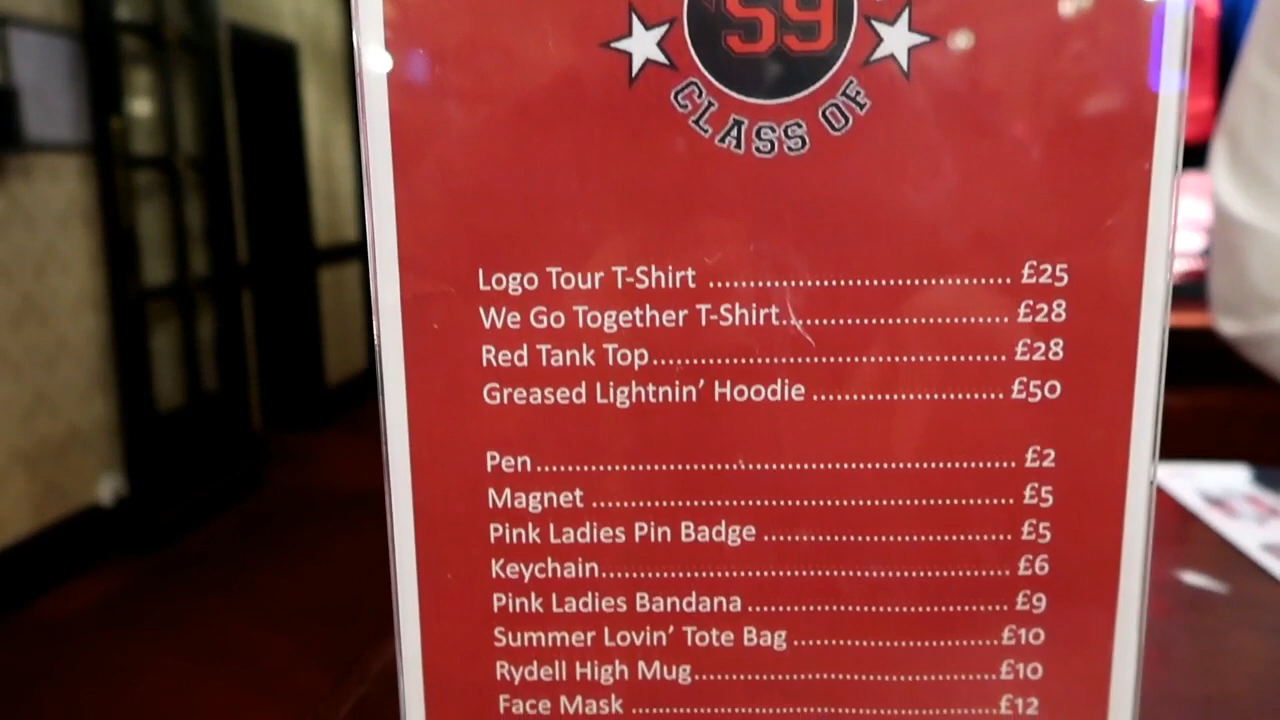 '59
CLASS OF
Logo Tour T-Shirt .................................... £25
We Go Together T-Shirt............................ £28
Red Tank Top........................................... £28
Greased Lightnin' Hoodie ........................ £50
Pen.......................................................... £2
Magnet .................................................... £5
Pink Ladies Pin Badge .............................. £5
Keychain................................................... £6
Pink Ladies Bandana ................................ £9
Summer Lovin' Tote Bag ..........................£10
Rydell High Mug.......................................£10
Face Mask ...............................................£12